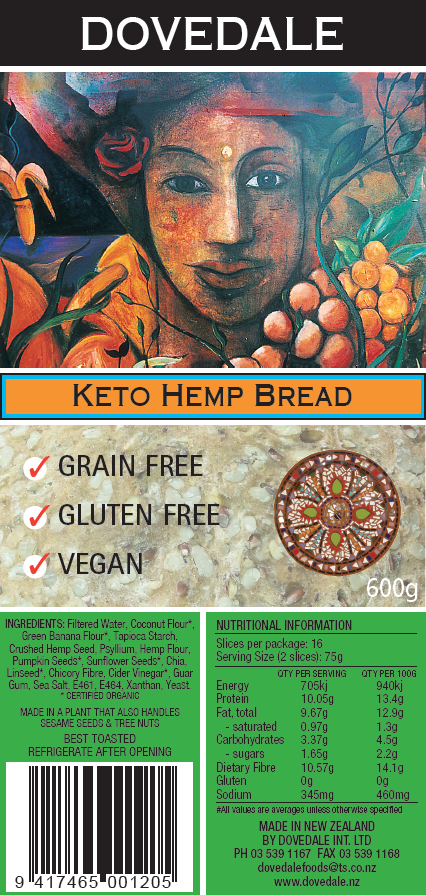 DOVEDALE
KETO HEMP BREAD
GRAIN FREE
GLUTEN FREE
VEGAN
600g
INGREDIENTS: Filtered Water, Coconut Flour*,
Green Banana Flour*, Tapioca Starch,
Crushed Hemp Seed, Psyllium, Hemp Flour,
Pumpkin Seeds*, Sunflower Seeds*, Chia,
Linseed*, Chicory Fibre, Cider Vinegar*, Guar
Gum, Sea Salt, E461, E464, Xanthan, Yeast.
* CERTIFIED ORGANIC
MADE IN A PLANT THAT ALSO HANDLES
SESAME SEEDS & TREE NUTS
BEST TOASTED
REFRIGERATE AFTER OPENING
9 417465 001205
NUTRITIONAL INFORMATION
Slices per package: 16
Serving Size (2 slices): 75g
QTY PER SERVING QTY PER 100G
Energy 705kj 940kj
Protein 10.05g 13.4g
Fat, total 9.67g 12.9g
- saturated 0.97g 1.3g
Carbohydrates 3.37g 4.5g
- sugars 1.65g 2.2g
Dietary Fibre 10.57g 14.1g
Gluten 0g 0g
Sodium 345mg 460mg
#All values are averages unless otherwise specified
MADE IN NEW ZEALAND
BY DOVEDALE INT. LTD
PH 03 539 1167 FAX 03 539 1168
dovedalefoods@ts.co.nz
www.dovedale.nz